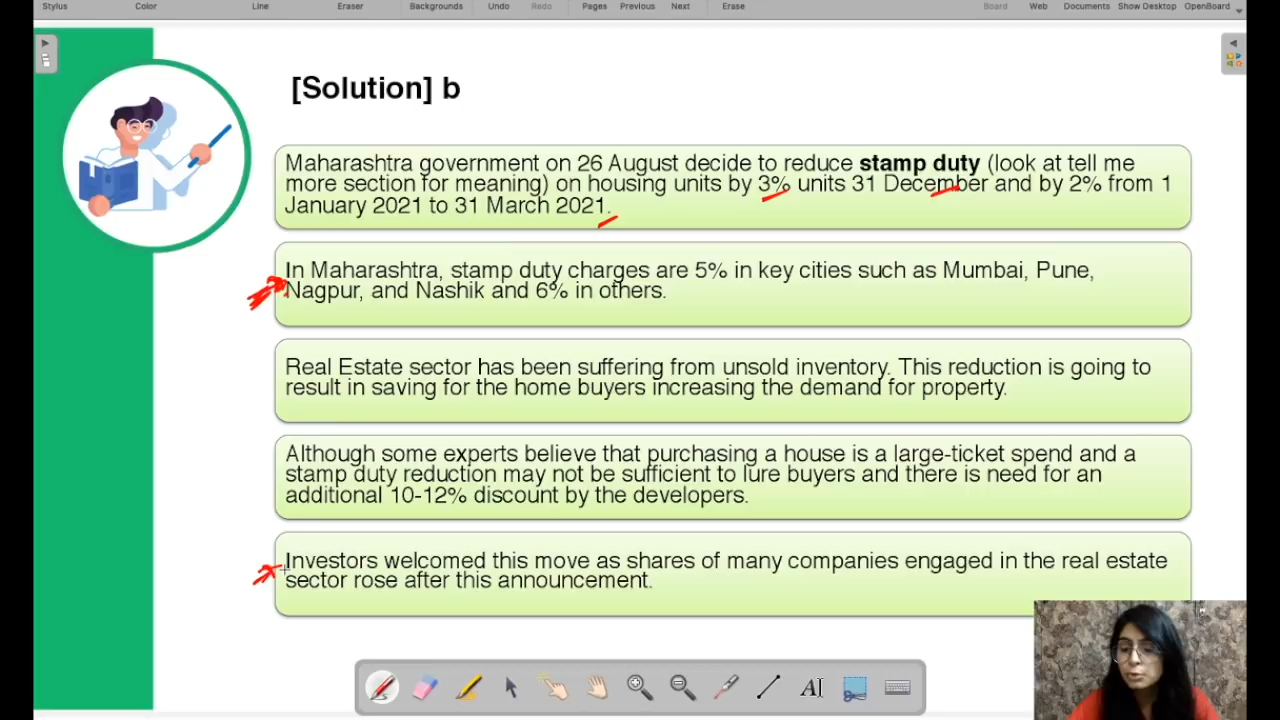 Stylus Color Line Eraser Backgrounds Undo Redo Pages Previous Next Erase Board Web Documents Show Desktop OpenBoard
[Solution] b
Maharashtra government on 26 August decide to reduce stamp duty (look at tell me
more section for meaning) on housing units by 3% units 31 December and by 2% from 1
January 2021 to 31 March 2021.
In Maharashtra, stamp duty charges are 5% in key cities such as Mumbai, Pune,
Nagpur, and Nashik and 6% in others.
Real Estate sector has been suffering from unsold inventory. This reduction is going to
result in saving for the home buyers increasing the demand for property.
Although some experts believe that purchasing a house is a large-ticket spend and a
stamp duty reduction may not be sufficient to lure buyers and there is need for an
additional 10-12% discount by the developers.
Investors welcomed this move as shares of many companies engaged in the real estate
sector rose after this announcement.
AI